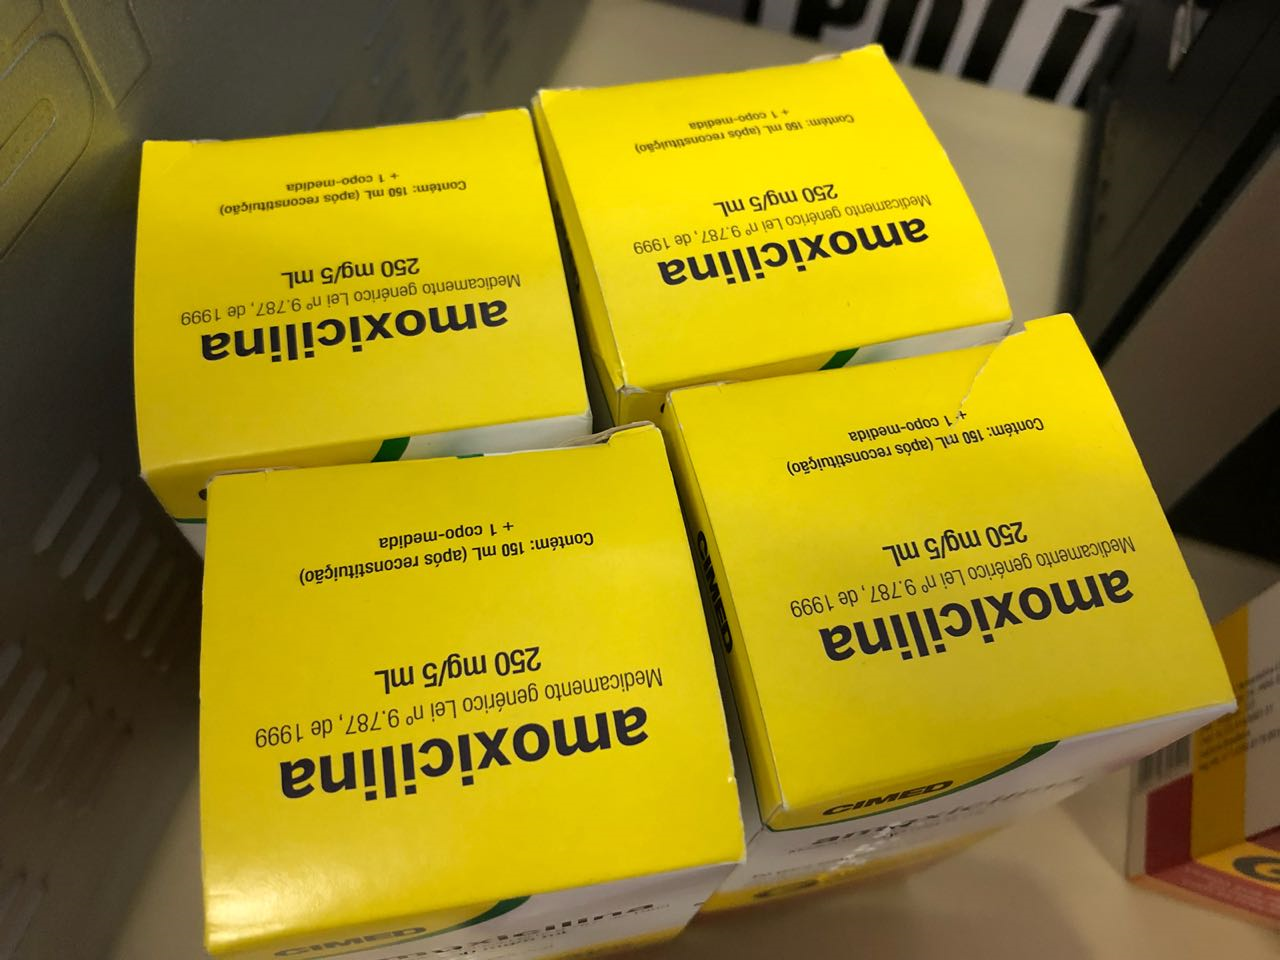 amoxicilina
Medicamento genérico Lei nº 9.787, de 1999
250 mg/5 mL
Contém: 150 mL (após reconstituição)
+ 1 copo-medida
amoxicilina
Medicamento genérico Lei nº 9.787, de 1999
250 mg/5 mL
Contém: 150 mL (após reconstituição)
+ 1 copo-medida
amoxicilina
Medicamento genérico Lei nº 9.787, de 1999
250 mg/5 mL
Contém: 150 mL (após reconstituição)
+ 1 copo-medida
CIMED
amoxicilina
CIMED
amoxicilina
Medicamento genérico Lei nº 9.787, de 1999
250 mg/5 mL
Contém: 150 mL (após reconstituição)
+ 1 copo-medida
CIMED
amoxicilina